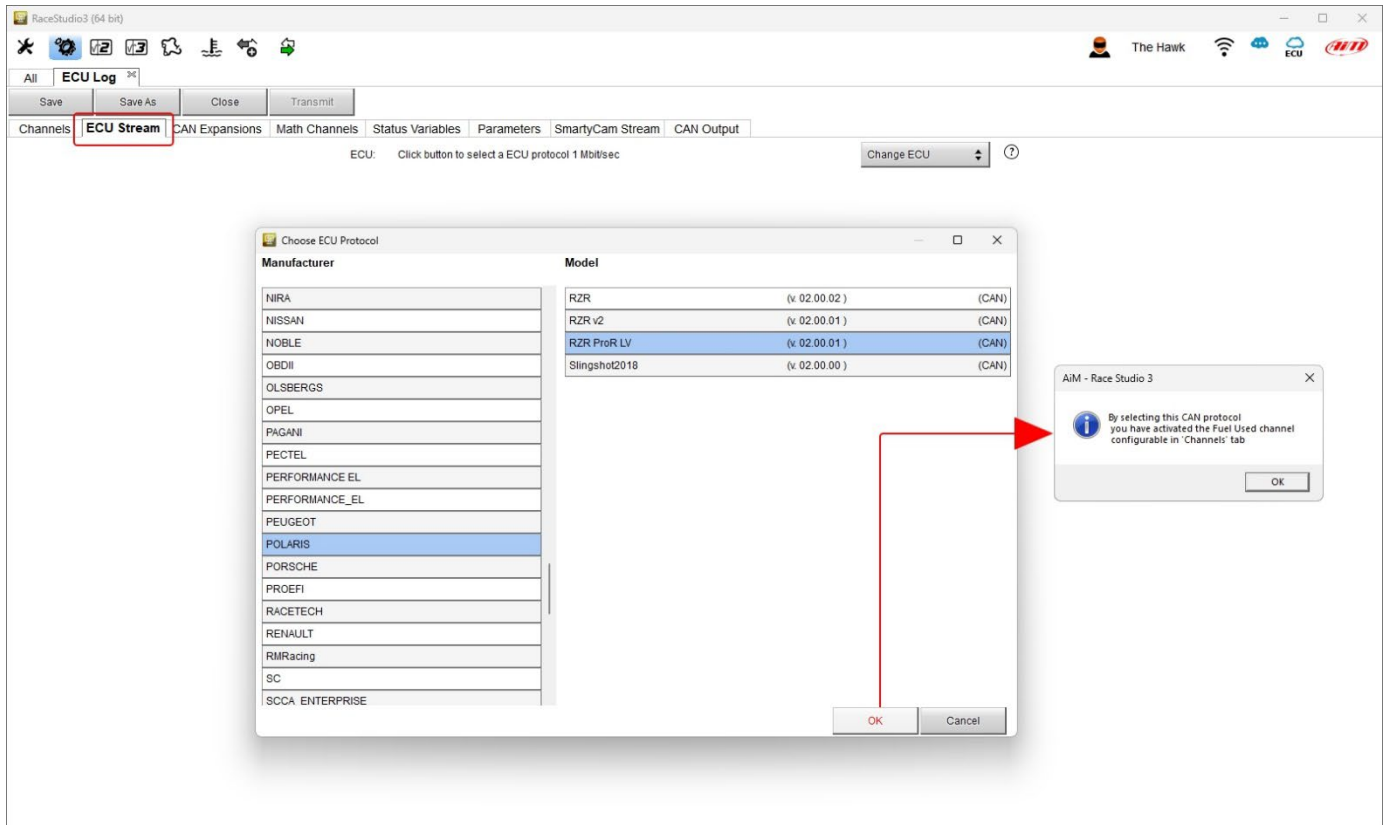 RaceStudio3 (64 bit)
The Hawk
ECU
AiM
All ECU Log
Save Save As Close Transmit
Channels ECU Stream CAN Expansions Math Channels Status Variables Parameters SmartyCam Stream CAN Output
ECU: Click button to select a ECU protocol 1 Mbit/sec Change ECU ?
Choose ECU Protocol
Manufacturer Model
NIRA RZR (v. 02.00.02 ) (CAN)
NISSAN RZR v2 (v. 02.00.01 ) (CAN)
NOBLE RZR ProR LV (v. 02.00.01 ) (CAN)
OBDII Slingshot2018 (v. 02.00.00 ) (CAN)
OLSBERGS
OPEL
PAGANI
PECTEL
PERFORMANCE EL
PERFORMANCE_EL
PEUGEOT
POLARIS
PORSCHE
PROEFI
RACETECH
RENAULT
RMRacing
SC
SCCA ENTERPRISE
OK Cancel
AiM - Race Studio 3
By selecting this CAN protocol
you have activated the Fuel Used channel
configurable in 'Channels' tab
OK